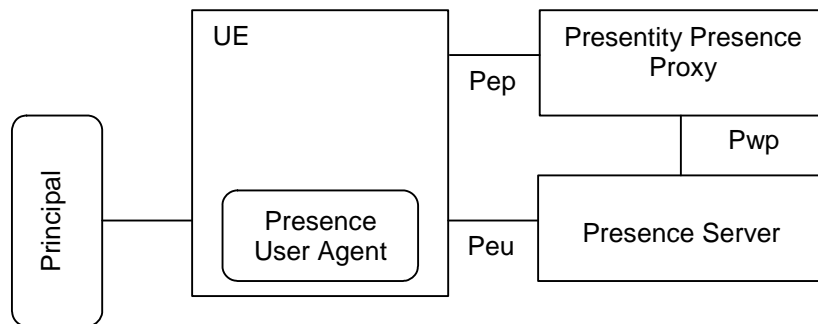 UE
Presentity Presence
Proxy
Pep
Pwp
Principal
Presence
User Agent
Peu
Presence Server